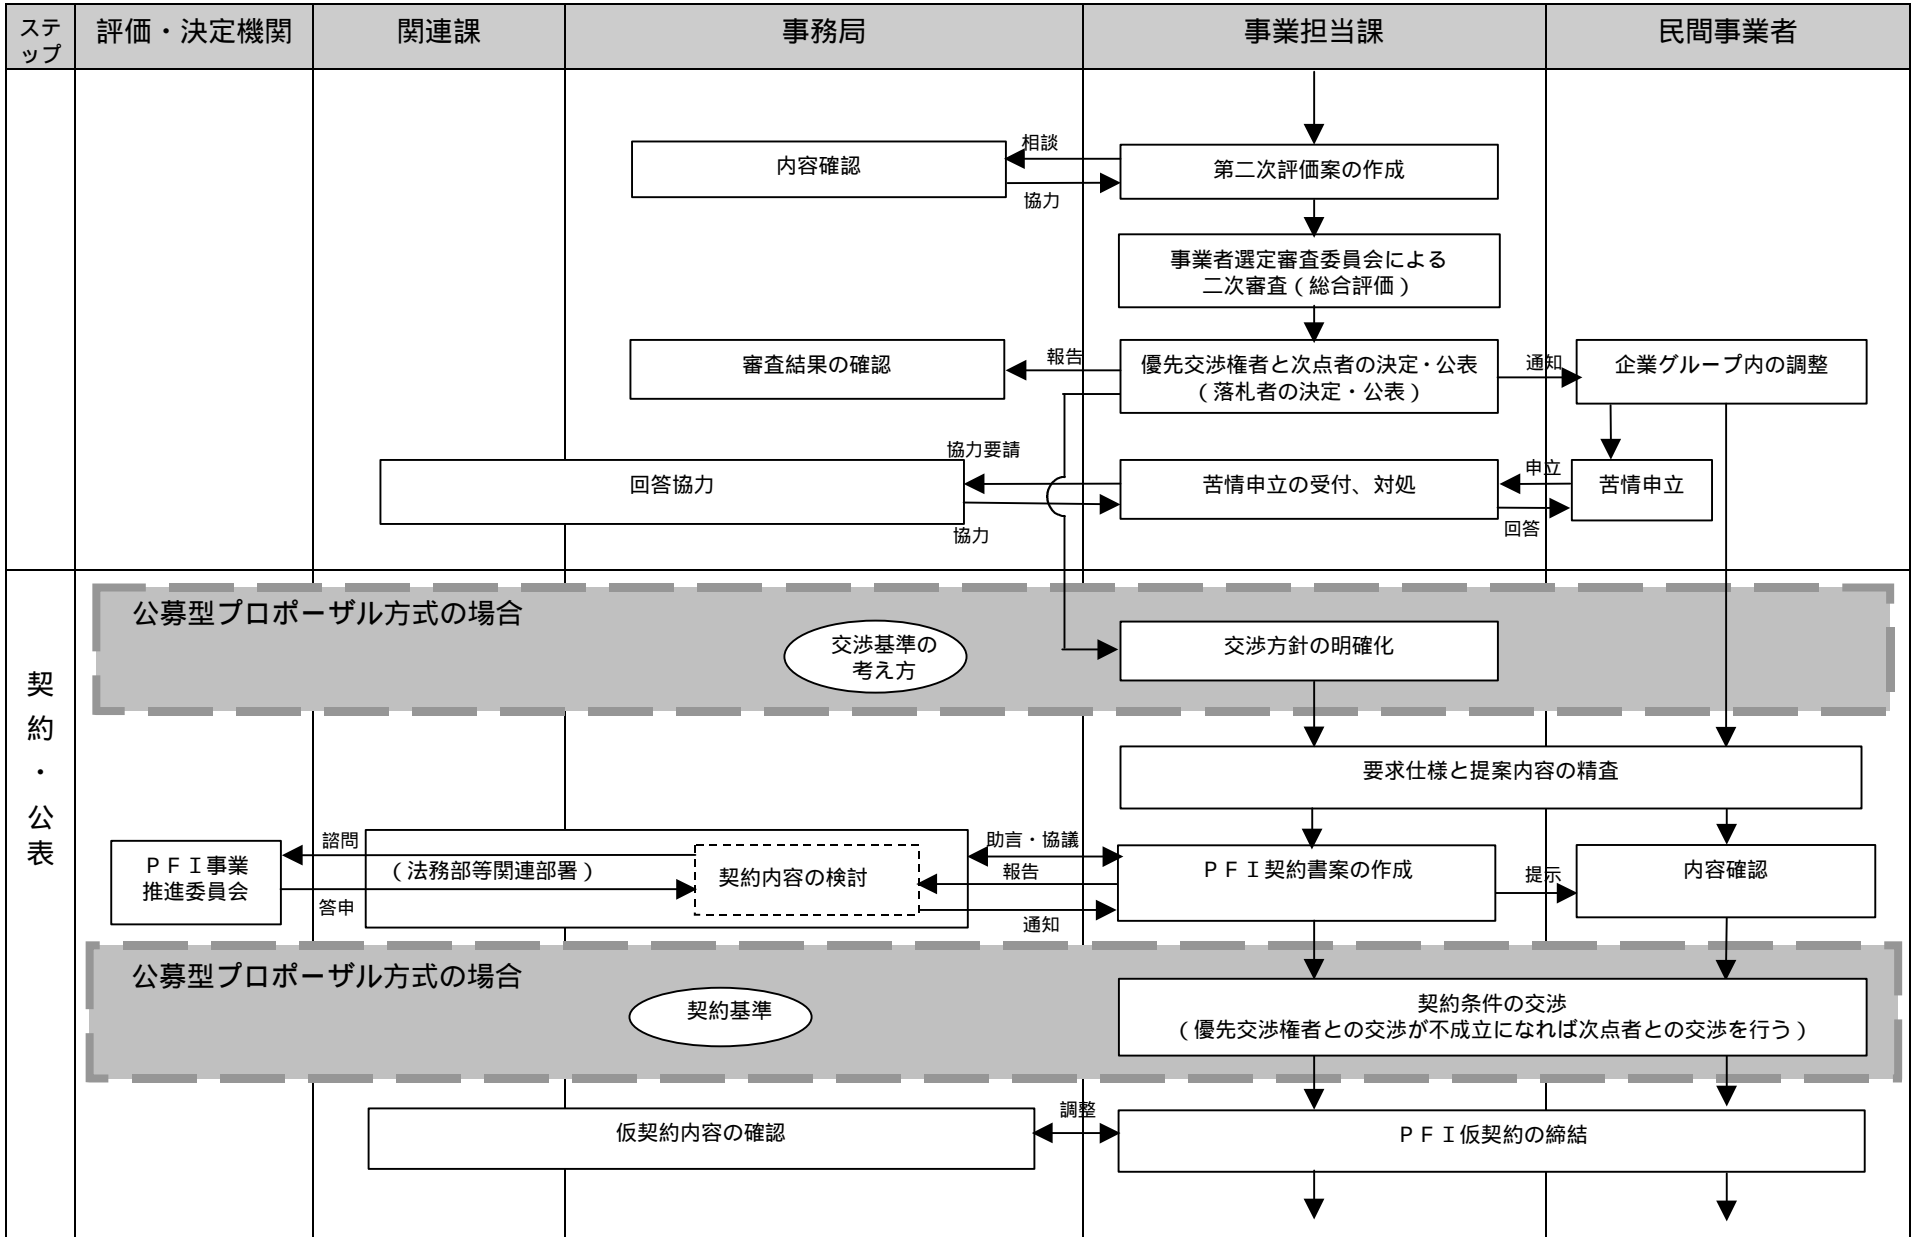 ステ
ップ
評価・決定機関
関連課
事務局
事業担当課
民間事業者
相談
内容確認
第二次評価案の作成
協力
事業者選定審査委員会による
二次審査（総合評価）
報告
審査結果の確認
優先交渉権者と次点者の決定・公表
（落札者の決定・公表）
通知
企業グループ内の調整
協力要請
回答協力
苦情申立の受付、対処
申立
苦情申立
回答
協力
契
約
・
公
表
公募型プロポーザル方式の場合
交渉基準の
考え方
交渉方針の明確化
要求仕様と提案内容の精査
諮問
ＰＦＩ事業
推進委員会
答申
（法務部等関連部署）
契約内容の検討
助言・協議
報告
通知
ＰＦＩ契約書案の作成
提示
内容確認
公募型プロポーザル方式の場合
契約基準
契約条件の交渉
（優先交渉権者との交渉が不成立になれば次点者との交渉を行う）
仮契約内容の確認
調整
ＰＦＩ仮契約の締結